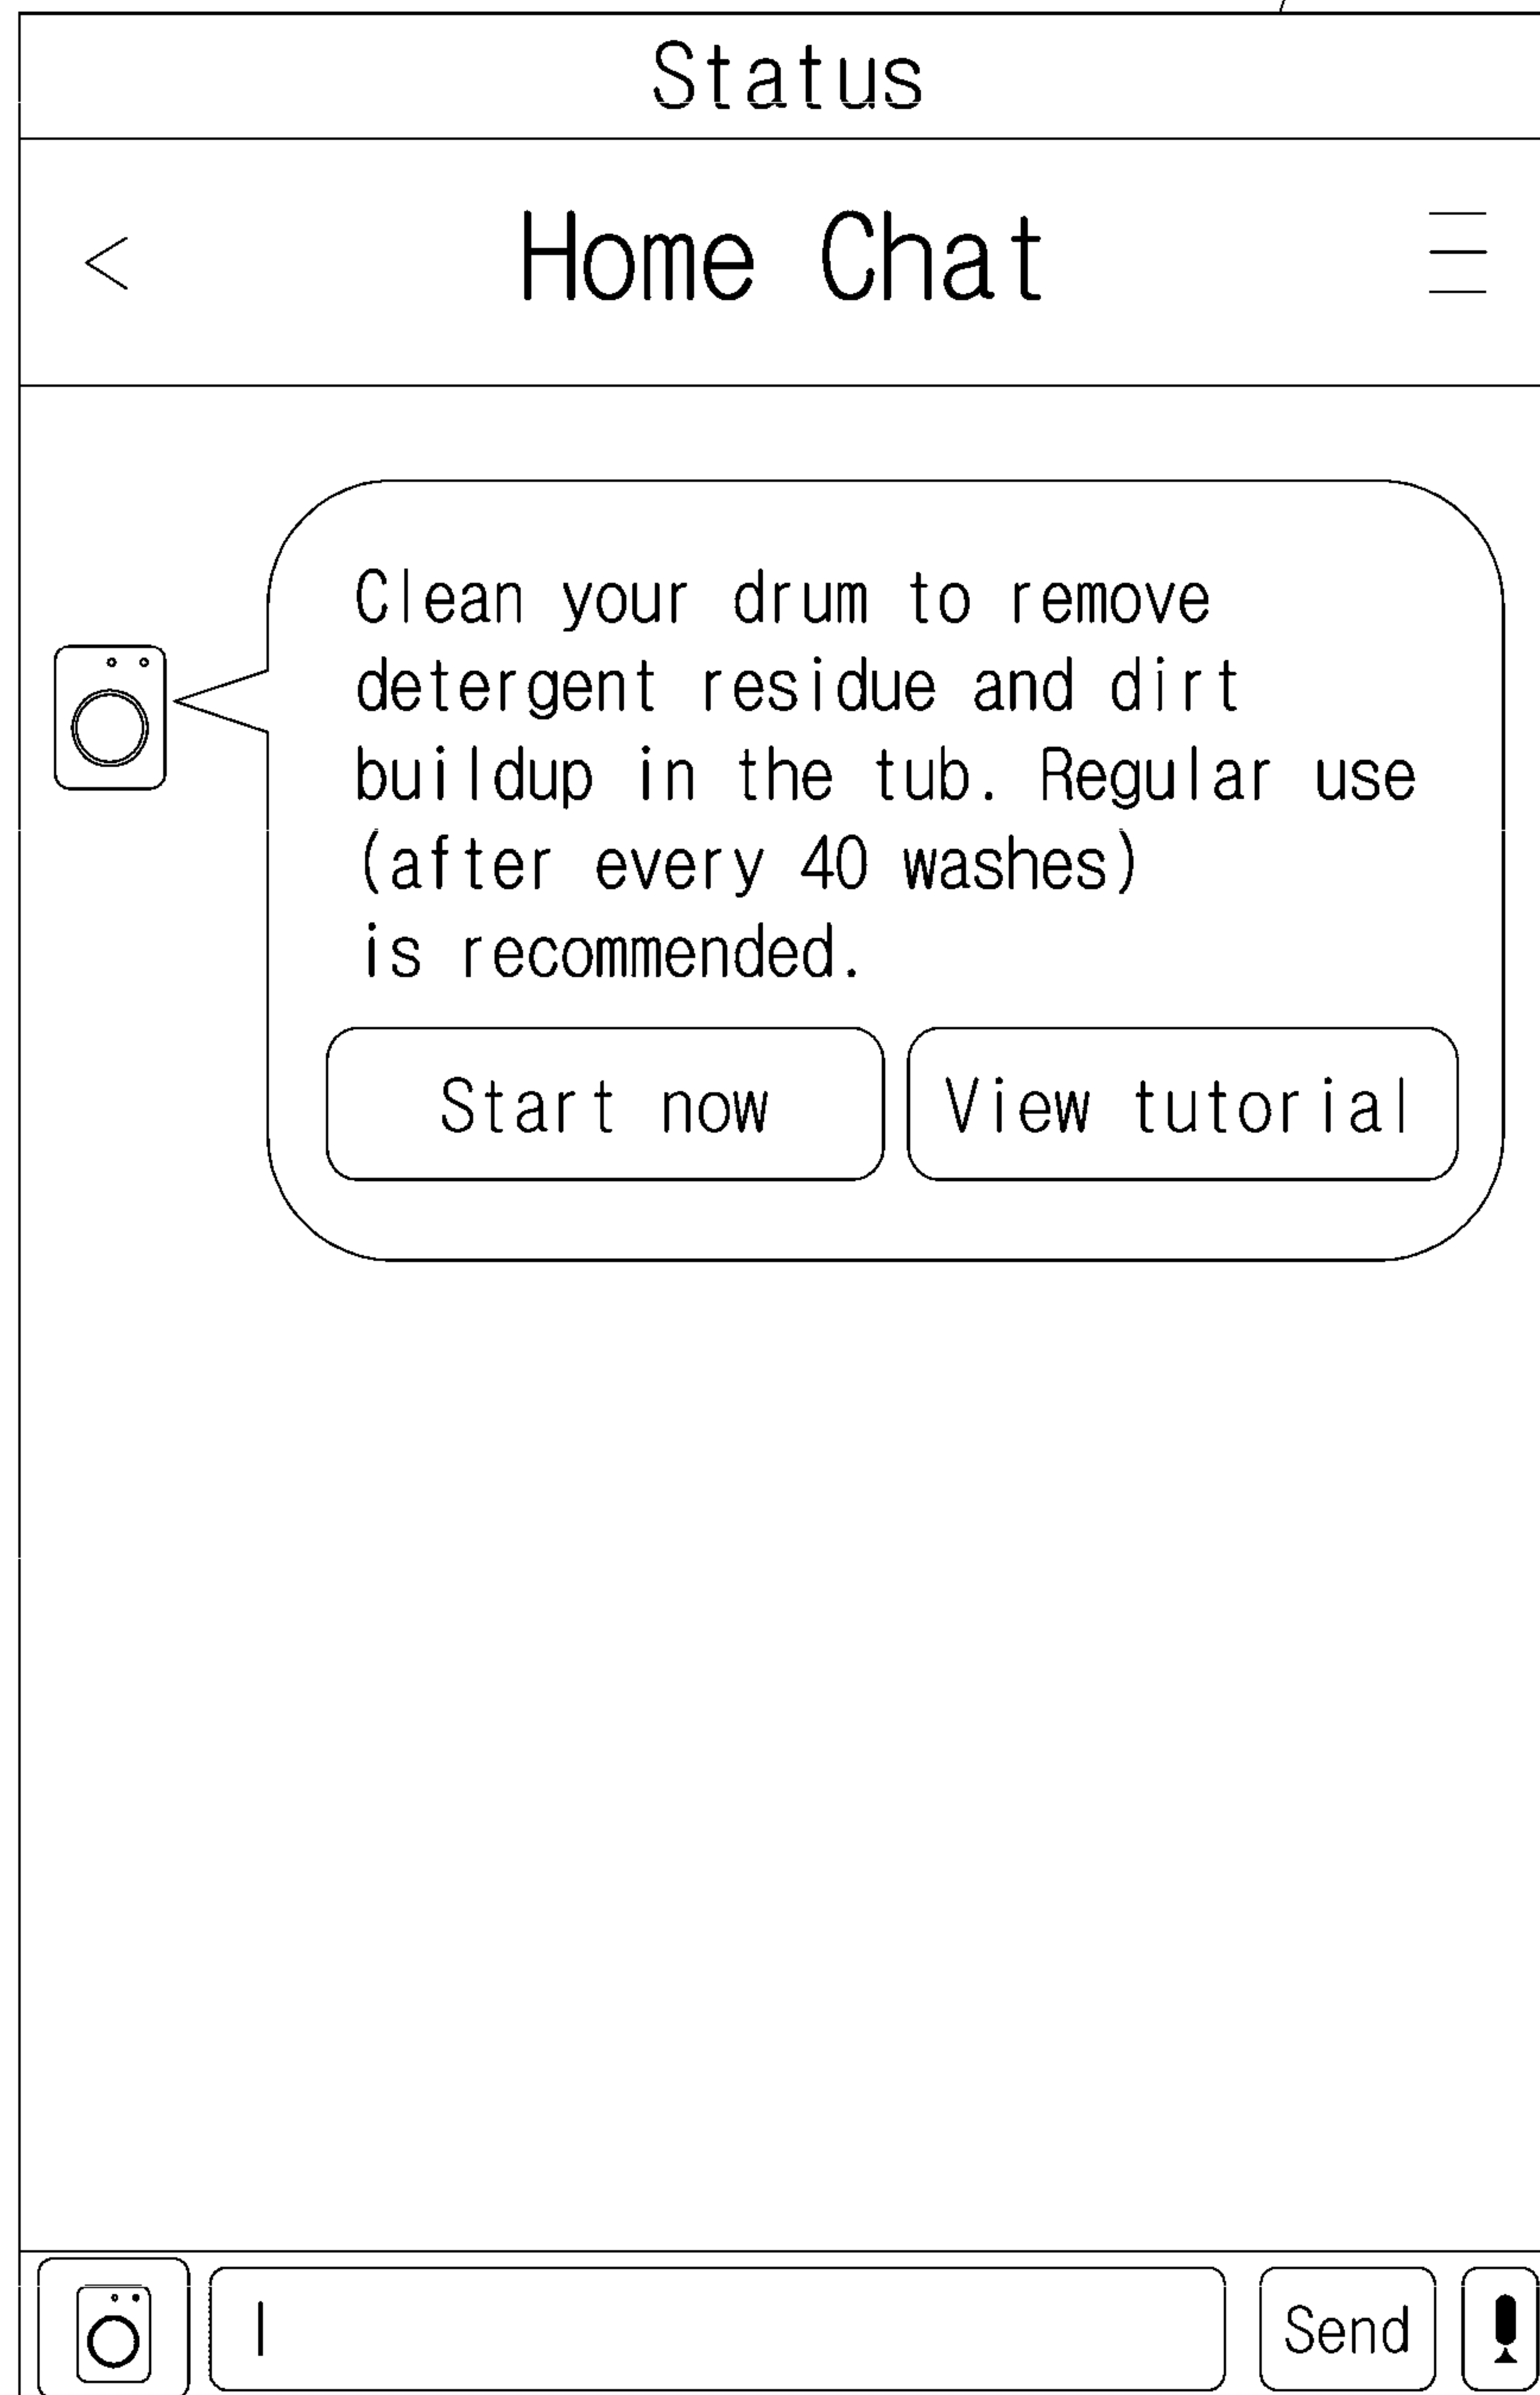 Status
Home Chat
Clean your drum to remove
detergent residue and dirt
buildup in the tub. Regular use
(after every 40 washes)
is recommended.
Start now
View tutorial
Send